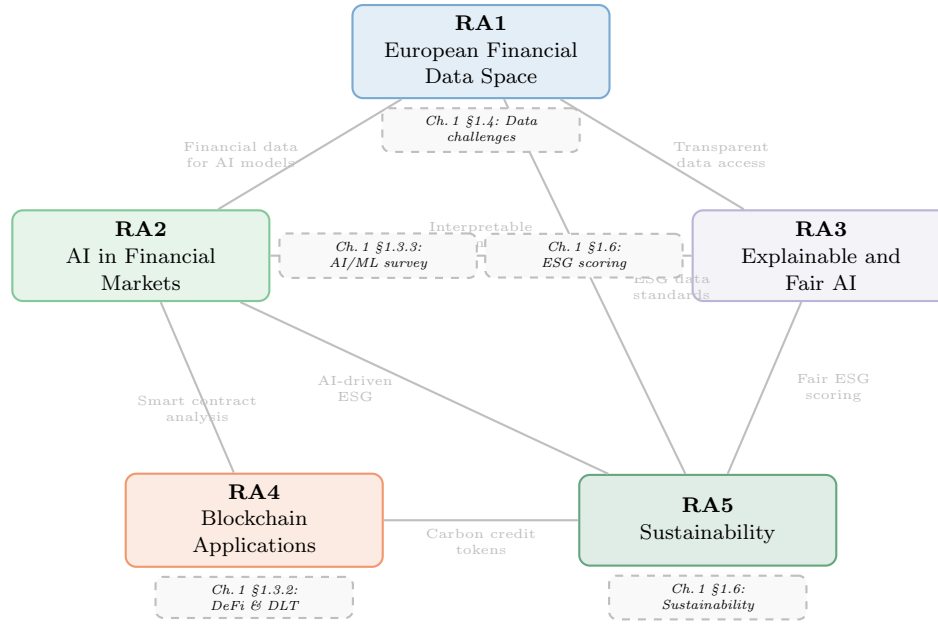 RA1
European Financial
Data Space
Ch. 1 §1.4: Data
challenges
Financial data
for AI models
Transparent
data access
RA2
AI in Financial
Markets
Interpretable
Ch. 1 §1.3.3:
AI/ML survey
Ch. 1 §1.6:
ESG scoring
RA3
Explainable and
Fair AI
ESG data
standards
AI-driven
ESG
Fair ESG
scoring
Smart contract
analysis
RA4
Blockchain
Applications
Carbon credit
tokens
RA5
Sustainability
Ch. 1 §1.3.2:
DeFi & DLT
Ch. 1 §1.6:
Sustainability